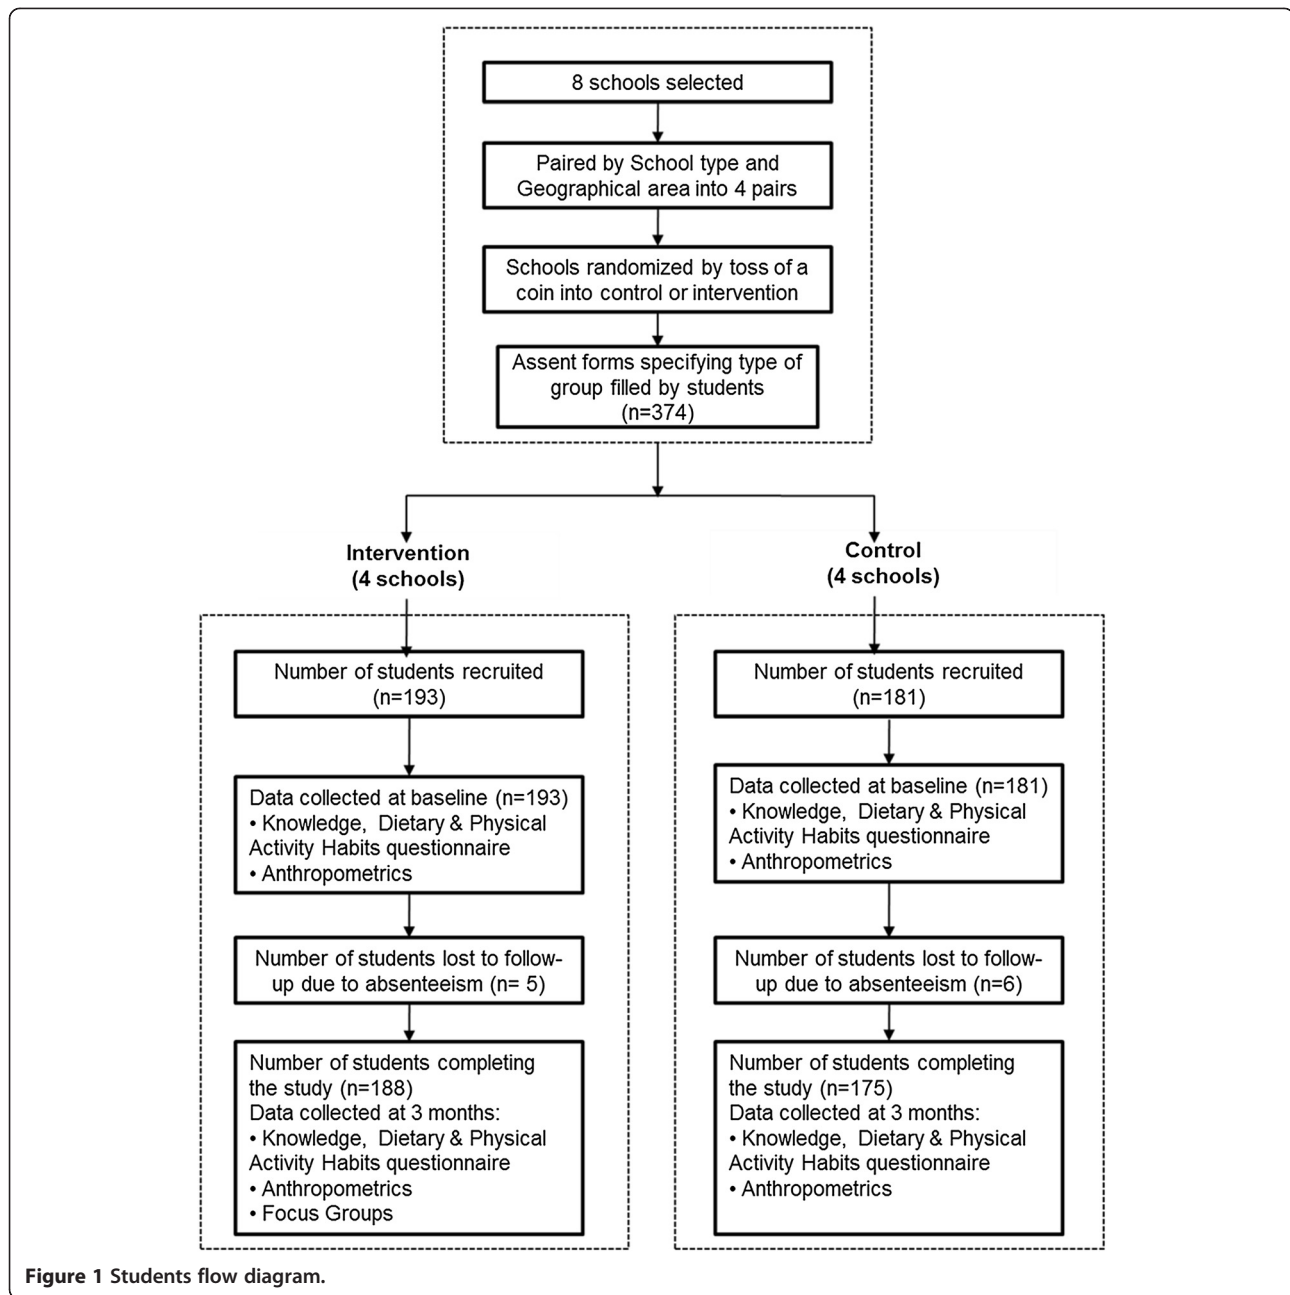 8 schools selected
Paired by School type and
Geographical area into 4 pairs
Schools randomized by toss of a
coin into control or intervention
Assent forms specifying type of
group filled by students
(n=374)
Intervention
(4 schools)
Number of students recruited
(n=193)
Data collected at baseline (n=193)
• Knowledge, Dietary & Physical
Activity Habits questionnaire
• Anthropometrics
Number of students lost to follow-
up due to absenteeism (n= 5)
Number of students completing
the study (n=188)
Data collected at 3 months:
• Knowledge, Dietary & Physical
Activity Habits questionnaire
• Anthropometrics
• Focus Groups
Control
(4 schools)
Number of students recruited
(n=181)
Data collected at baseline (n=181)
• Knowledge, Dietary & Physical
Activity Habits questionnaire
• Anthropometrics
Number of students lost to follow-
up due to absenteeism (n=6)
Number of students completing
the study (n=175)
Data collected at 3 months:
• Knowledge, Dietary & Physical
Activity Habits questionnaire
• Anthropometrics
Figure 1 Students flow diagram.